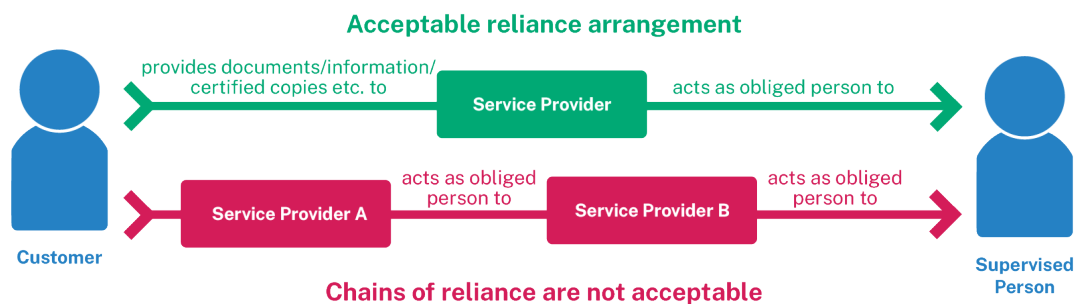 Acceptable reliance arrangement
provides documents/information/
certified copies etc. to
Service Provider
acts as obliged person to
Service Provider A
acts as obliged
person to
Service Provider B
acts as obliged
person to
Customer
Supervised
Person
Chains of reliance are not acceptable